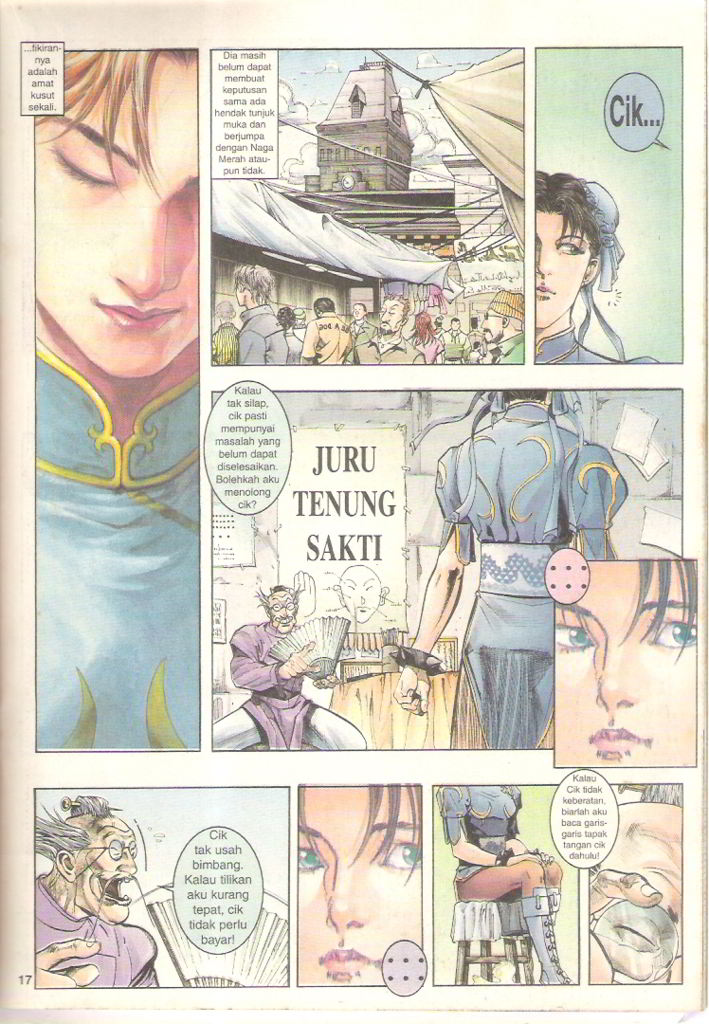 ...fikiran-
nya
adalah
amat
kusut
sekali.
Dia masih
belum dapat
membuat
keputusan
sama ada
hendak tunjuk
muka dan
berjumpa
dengan Naga
Merah atau-
pun tidak.
Cik...
Kalau
tak silap,
cik pasti
mempunyai
masalah yang
belum dapat
diselesaikan.
Bolehkah aku
menolong
cik?
JURU
TENUNG
SAKTI
Cik
tak usah
bimbang.
Kalau tilikan
aku kurang
tepat, cik
tidak perlu
bayar!
Kalau
Cik tidak
keberatan,
biarlah aku
baca garis-
garis tapak
tangan cik
dahulu!
17